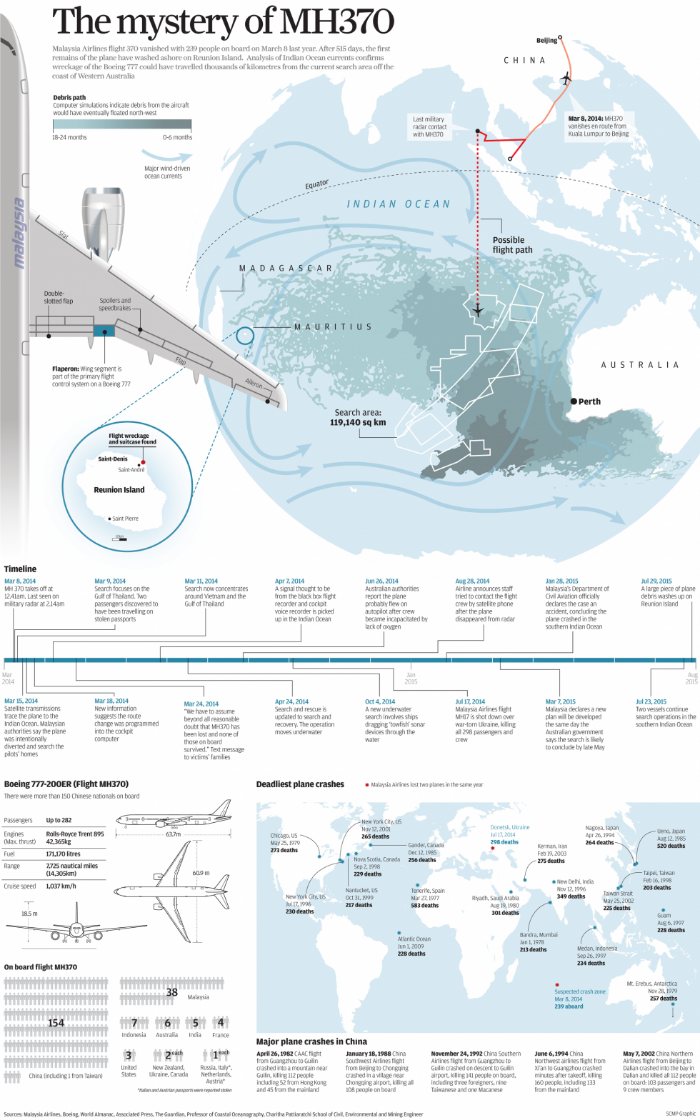 The mystery of MH370
Malaysia Airlines flight 370 vanished with 239 people on board on March 8 last year. After 515 days, the first
remains of the plane have washed ashore on Reunion Island. Analysis of Indian Ocean currents confirms
wreckage of the Boeing 777 could have travelled thousands of kilometres from the current search area off the
coast of Western Australia
Debris path
Computer simulations indicate debris from the aircraft
would have eventually floated north-west
18-24 months
0-6 months
Major wind-driven
ocean currents
Beijing
CHINA
Last military
radar contact
with MH370
Mar 8, 2014: MH370
vanishes en route from
Kuala Lumpur to Beijing
Equator
INDIAN OCEAN
Possible
flight path
malaysia
Slat
MADAGASCAR
MAURITIUS
Double-
slotted flap
Spoilers and
speedbrakes
Flap
Aileron
Flaperon: Wing segment is
part of the primary flight
control system on a Boeing 777
AUSTRALIA
Perth
Search area:
119,140 sq km
Flight wreckage
and suitcase found
Saint-Denis
Saint-André
Reunion Island
Saint Pierre
Timeline
Mar 8, 2014
MH 370 takes off at
12.41am. Last seen on
military radar at 2.14am
Mar 9, 2014
Search focuses on the
Gulf of Thailand. Two
passengers discovered to
have been travelling on
stolen passports
Mar 11, 2014
Search now concentrates
around Vietnam and the
Gulf of Thailand
Apr 7, 2014
A signal thought to be
from the black box flight
recorder and cockpit
voice recorder is picked
up in the Indian Ocean
Jun 26, 2014
Australian authorities
report the plane
probably flew on
autopilot after crew
became incapacitated by
lack of oxygen
Aug 28, 2014
Airline announces staff
tried to contact the flight
crew by satellite phone
after the plane
disappeared from radar
Jan 28, 2015
Malaysia's Department of
Civil Aviation officially
declares the case an
accident, concluding the
plane crashed in the
southern Indian Ocean
Jul 29, 2015
A large piece of plane
debris washes up on
Reunion Island
Mar
2014
Jan
2015
Aug
2015
Mar 15, 2014
Satellite transmissions
trace the plane to the
Indian Ocean. Malaysian
authorities say the plane
was intentionally
diverted and search the
pilots' homes
Mar 18, 2014
New information
suggests the route
change was programmed
into the cockpit
computer
Mar 24, 2014
"We have to assume
beyond all reasonable
doubt that MH370 has
been lost and none of
those on board
survived." Text message
to victims' families
Apr 24, 2014
Search and rescue is
updated to search and
recovery. The operation
moves underwater
Oct 4, 2014
A new underwater
search involves ships
dragging 'towfish' sonar
devices through the
water
Jul 17, 2014
Malaysia Airlines flight
MH17 is shot down over
war-torn Ukraine, killing
all 298 passengers and
crew
Mar 7, 2015
Malaysia declares a new
plan will be developed
the same day the
Australian government
says the search is likely
to conclude by late May
Jul 23, 2015
Two vessels continue
search operations in the
southern Indian Ocean
Boeing 777-200ER (Flight MH370)
There were more than 150 Chinese nationals on board
Passengers Up to 282
Engines Rolls-Royce Trent 895
(Max. thrust) 42,365kg
Fuel 171,170 litres
Range 7,725 nautical miles
(14,305km)
Cruise speed 1,037 km/h
63.7m
60.9 m
18.5 m
On board flight MH370
154
China (including 1 from Taiwan)
38
Malaysia
7
Indonesia
6
Australia
5
India
4
France
3
United
States
2 each
New Zealand,
Ukraine, Canada
1 each
Russia, Italy*,
Netherlands,
Austria*
*Italian and Austrian passports were reported stolen
Deadliest plane crashes
Malaysia Airlines lost two planes in the same year
Chicago, US
May 25, 1979
273 deaths
New York City, US
Nov 12, 2001
265 deaths
Nova Scotia, Canada
Sep 2, 1998
229 deaths
Gander, Canada
Dec 12, 1985
256 deaths
New York City, US
Jul 17, 1996
230 deaths
Nantucket, US
Oct 31, 1999
217 deaths
Tenerife, Spain
Mar 27, 1977
583 deaths
Atlantic Ocean
Jun 1, 2009
228 deaths
Donetsk, Ukraine
Jul 17, 2014
298 deaths
Kerman, Iran
Feb 19, 2003
275 deaths
Riyadh, Saudi Arabia
Aug 19, 1980
301 deaths
New Delhi, India
Nov 12, 1996
349 deaths
Bandra, Mumbai
Jan 1, 1978
213 deaths
Nagoya, Japan
Apr 26, 1994
264 deaths
Ueno, Japan
Aug 12, 1985
520 deaths
Taipei, Taiwan
Feb 16, 1998
203 deaths
Taiwan Strait
May 25, 2002
225 deaths
Guam
Aug 6, 1997
228 deaths
Medan, Indonesia
Sep 26, 1997
234 deaths
Suspected crash zone
Mar 8, 2014
239 aboard
Mt. Erebus, Antarctica
Nov 28, 1979
257 deaths
Major plane crashes in China
April 26, 1982 CAAC flight
from Guangzhou to Guilin
crashed into a mountain near
Guilin, killing 112 people
including 52 from Hong Kong
and 45 from the mainland
January 18, 1988 China
Southwest Airlines flight
from Beijing to Chongqing
crashed in a village near
Chongqing airport, killing all
108 people on board
November 24, 1992 China Southern
Airlines flight from Guangzhou to
Guilin crashed on descent to Guilin
airport, killing 141 people on board,
including three foreigners, nine
Taiwanese and one Macanese
June 6, 1994 China
Northwest airlines flight from
Xi'an to Guangzhou crashed
minutes after takeoff, killing
160 people, including 133
from the mainland
May 7, 2002 China Northern
Airlines flight from Beijing to
Dalian crashed into the bay in
Dalian and killed all 112 people
on board: 103 passengers and
9 crew members
Sources: Malaysia Airlines, Boeing, World Almanac, Associated Press, The Guardian, Professor of Coastal Oceanography, Charitha Pattiaratchi School of Civil, Environmental and Mining Engineer
SCMP Graphic